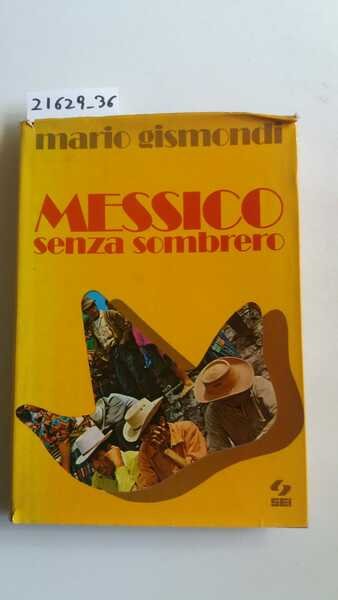 21629_36
mario gismondi
MESSICO
senza sombrero
SEI